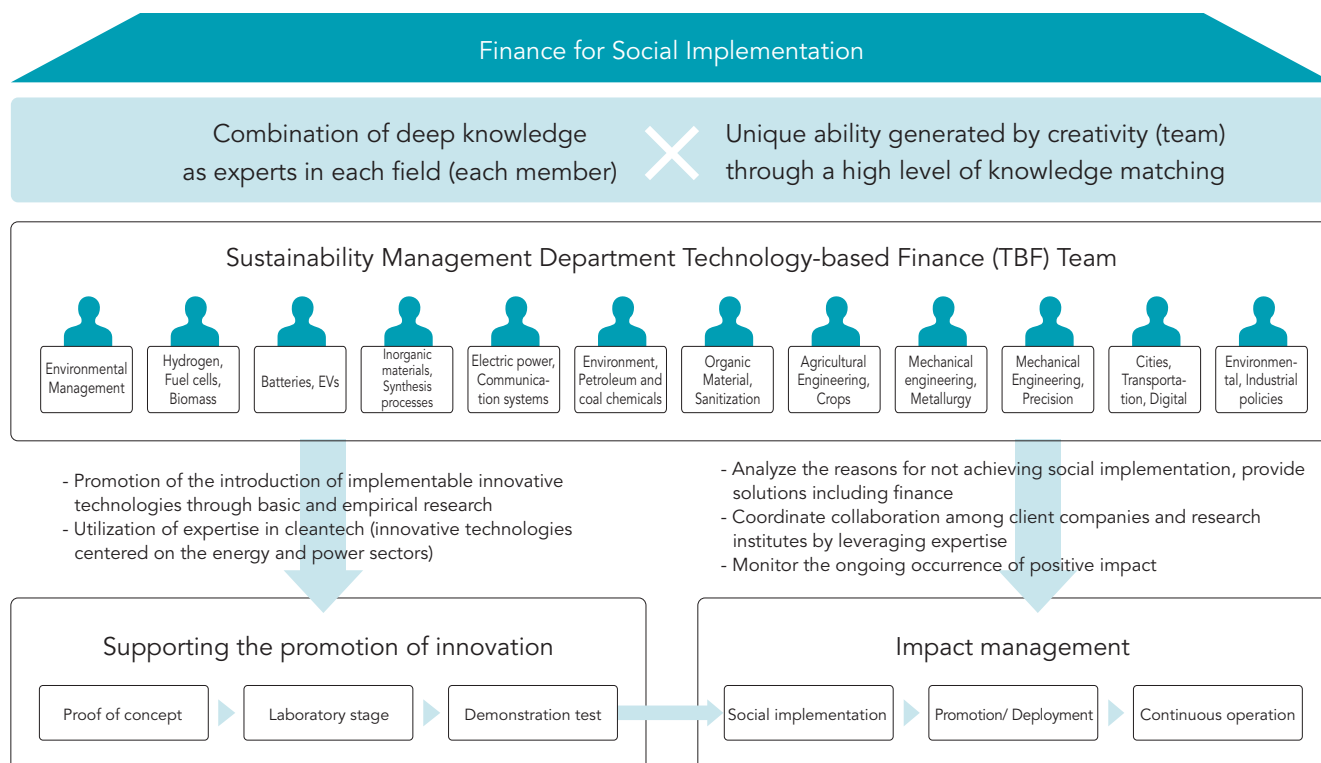 Finance for Social Implementation
Combination of deep knowledge
as experts in each field (each member)
Unique ability generated by creativity (team)
through a high level of knowledge matching
Sustainability Management Department Technology-based Finance (TBF) Team
Environmental
Management
Hydrogen,
Fuel cells,
Biomass
Batteries, EVs
Inorganic
materials,
Synthesis
processes
Electric power,
Communica-
tion systems
Environment,
Petroleum and
coal chemicals
Organic
Material,
Sanitization
Agricultural
Engineering,
Crops
Mechanical
engineering,
Metallurgy
Mechanical
Engineering,
Precision
Cities,
Transporta-
tion, Digital
Environmen-
tal, Industrial
policies
- Promotion of the introduction of implementable innovative
technologies through basic and empirical research
- Utilization of expertise in cleantech (innovative technologies
centered on the energy and power sectors)
- Analyze the reasons for not achieving social implementation, provide
solutions including finance
- Coordinate collaboration among client companies and research
institutes by leveraging expertise
- Monitor the ongoing occurrence of positive impact
Supporting the promotion of innovation
Proof of concept
Laboratory stage
Demonstration test
Impact management
Social implementation
Promotion/ Deployment
Continuous operation